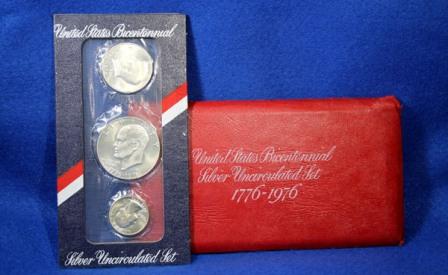 United States Bicentennial
Silver Uncirculated Set
United States Bicentennial
Silver Uncirculated Set
1776-1976